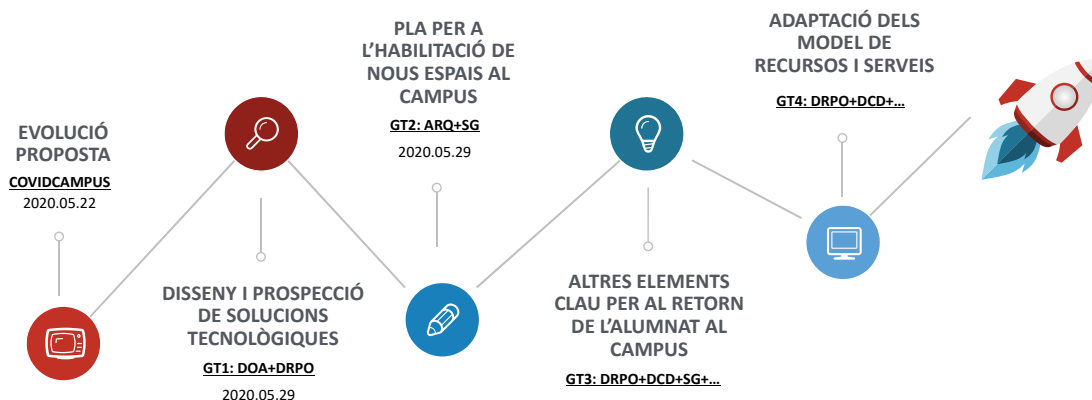 EVOLUCIÓ
PROPOSTA
COVIDCAMPUS
2020.05.22
DISSENY I PROSPECCIÓ
DE SOLUCIONS
TECNOLÒGIQUES
GT1: DOA+DRPO
2020.05.29
PLA PER A
L’HABILITACIÓ DE
NOUS ESPAIS AL
CAMPUS
GT2: ARQ+SG
2020.05.29
ALTRES ELEMENTS
CLAU PER AL RETORN
DE L’ALUMNAT AL
CAMPUS
GT3: DRPO+DCD+SG+…
ADAPTACIÓ DELS
MODEL DE
RECURSOS I SERVEIS
GT4: DRPO+DCD+…